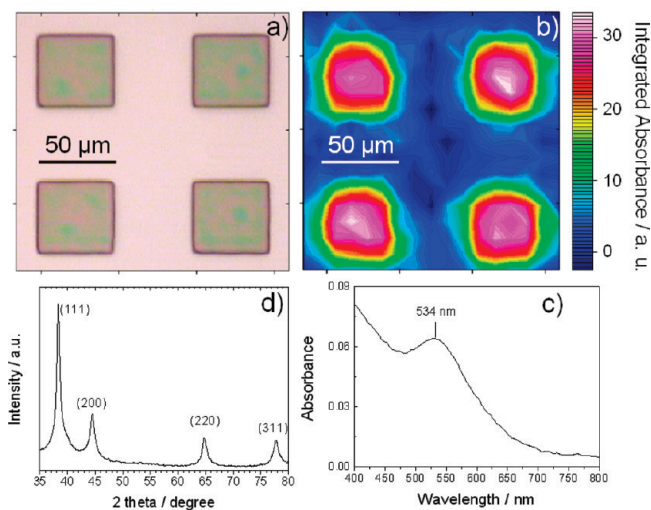 a)
50 µm
b)
50 µm
Integrated Absorbance / a. u.
30
20
10
0
d)
(111)
(200)
(220)
(311)
Intensity / a.u.
35 40 45 50 55 60 65 70 75 80
2 theta / degree
c)
534 nm
Absorbance
0.09
0.06
0.03
0.00
400 450 500 550 600 650 700 750 800
Wavelength / nm